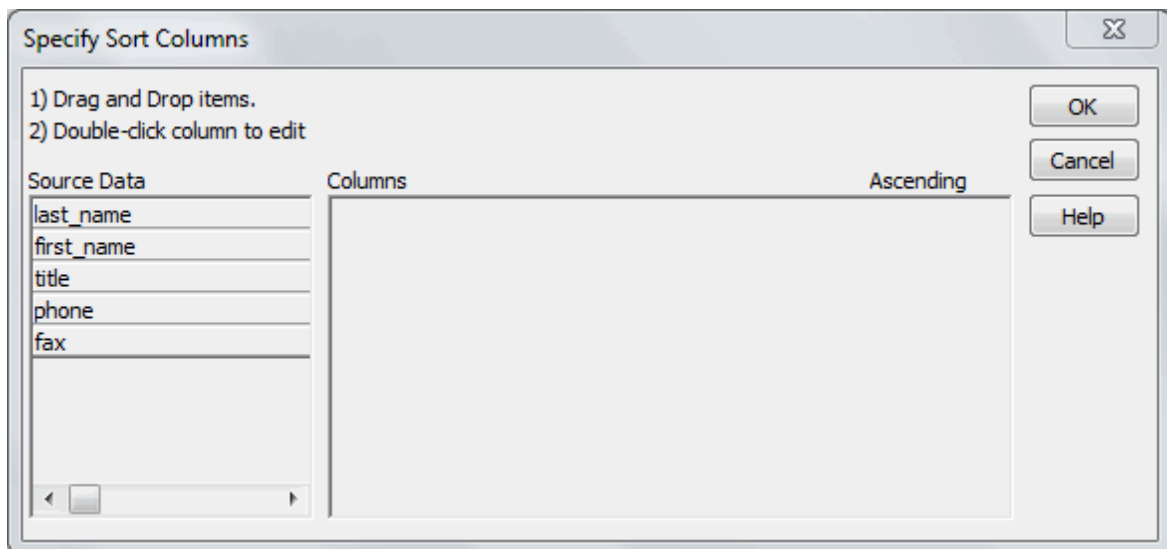 Specify Sort Columns
1) Drag and Drop items.
2) Double-click column to edit
OK
Cancel
Help
Source Data
Columns
Ascending
last_name
first_name
title
phone
fax